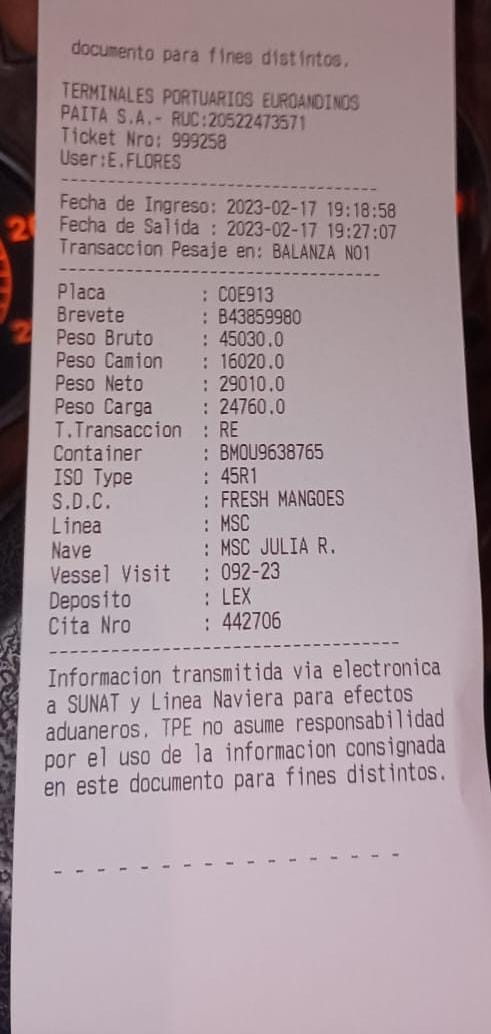 documento para fines distintos.
TERMINALES PORTUARIOS EUROANDINOS
PAITA S.A.- RUC:20522473571
Ticket Nro: 999258
User:E.FLORES
---------------------------------
Fecha de Ingreso: 2023-02-17 19:18:58
Fecha de Salida : 2023-02-17 19:27:07
Transaccion Pesaje en: BALANZA NO1
---------------------------------
Placa : COE913
Brevete : B43859980
Peso Bruto : 45030.0
Peso Camion : 16020.0
Peso Neto : 29010.0
Peso Carga : 24760.0
T.Transaccion : RE
Container : BMOU9638765
ISO Type : 45R1
S.D.C. : FRESH MANGOES
Linea : MSC
Nave : MSC JULIA R.
Vessel Visit : 092-23
Deposito : LEX
Cita Nro : 442706
---------------------------------
Informacion transmitida via electronica
a SUNAT y Linea Naviera para efectos
aduaneros. TPE no asume responsabilidad
por el uso de la informacion consignada
en este documento para fines distintos.
- - - - - - - - - - - - - - - - -